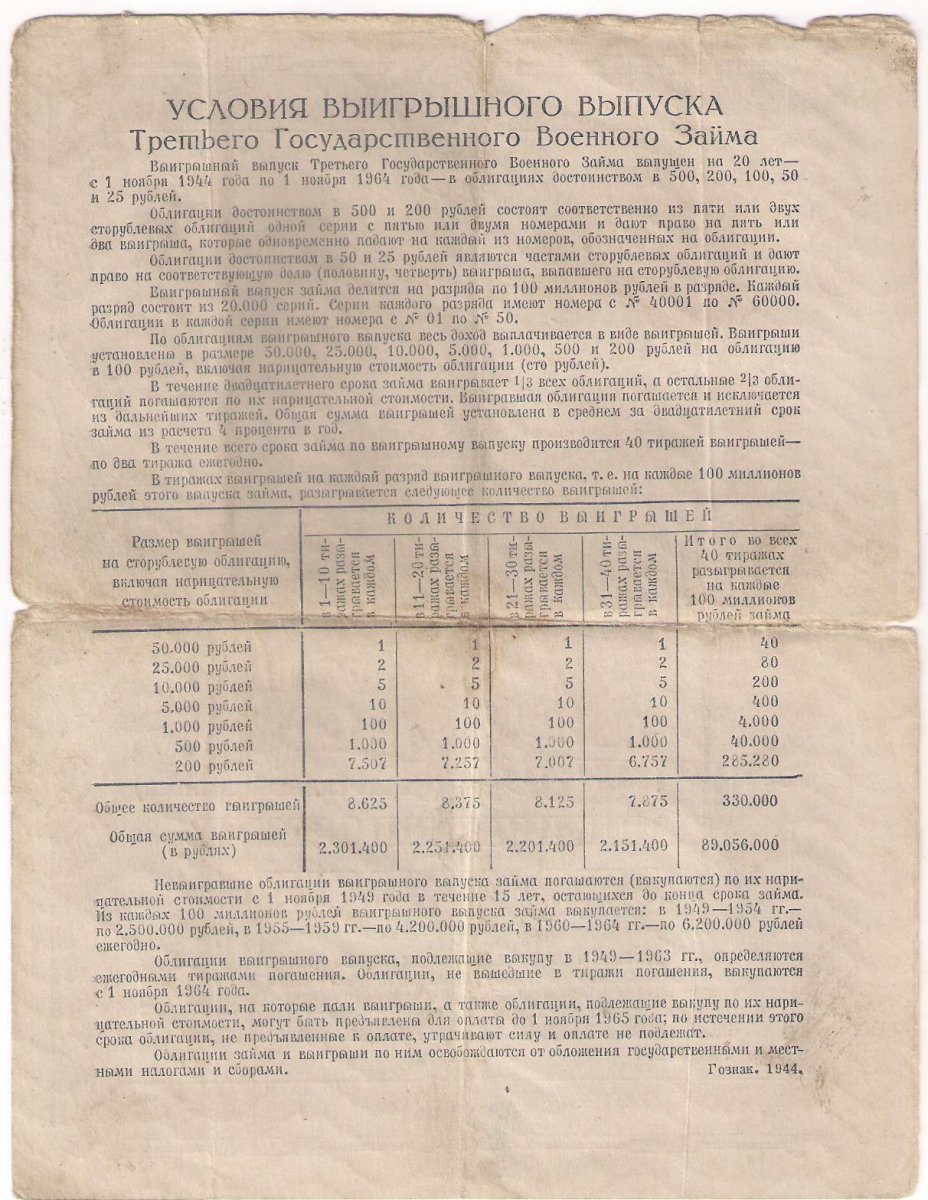 УСЛОВИЯ ВЫИГРЫШНОГО ВЫПУСКА
Третьего Государственного Военного Займа
Выигрышный выпуск Третьего Государственного Военного Займа выпущен на 20 лет—
с 1 ноября 1944 года по 1 ноября 1964 года—в облигациях достоинством в 500, 200, 100, 50
и 25 рублей.
Облигации достоинством в 500 и 200 рублей состоят соответственно из пяти или двух
сторублевых облигаций одной серии с пятью или двумя номерами и дают право на пять или
два выигрыша, которые одновременно падают на каждый из номеров, обозначенных на облигации.
Облигации достоинством в 50 и 25 рублей являются частями сторублевых облигаций и дают
право на соответствующую долю (половину, четверть) выигрыша, выпавшего на сторублевую облигацию.
Выигрышный выпуск займа делится на разряды по 100 миллионов рублей в разряде. Каждый
разряд состоит из 20.000 серий. Серии каждого разряда имеют номера с № 40001 по № 60000.
Облигации в каждой серии имеют номера с № 01 по № 50.
По облигациям выигрышного выпуска весь доход выплачивается в виде выигрышей. Выигрыши
установлены в размере 50.000, 25.000, 10.000, 5.000, 1.000, 500 и 200 рублей на облигацию
в 100 рублей, включая нарицательную стоимость облигации (сто рублей).
В течение двадцатилетнего срока займа выигрывает 1|3 всех облигаций, а остальные 2|3 обли-
гаций погашаются по их нарицательной стоимости. Выигравшая облигация погашается и исключается
из дальнейших тиражей. Общая сумма выигрышей установлена в среднем за двадцатилетний срок
займа из расчета 4 процента в год.
В течение всего срока займа по выигрышному выпуску производится 40 тиражей выигрышей—
по два тиража ежегодно.
В тиражах выигрышей на каждый разряд выигрышного выпуска, т. е. на каждые 100 миллионов
рублей этого выпуска займа, разыгрывается следующее количество выигрышей:
Размер выигрышей
на сторублевую облигацию,
включая нарицательную
стоимость облигации
КОЛИЧЕСТВО ВЫИГРЫШЕЙ
в 1—10 ти-
ражах разы-
грывается
в каждом
в 11—20 ти-
ражах разы-
грывается
в каждом
в 21—30 ти-
ражах разы-
грывается
в каждом
в 31—40 ти-
ражах разы-
грывается
в каждом
Итого во всех
40 тиражах
разыгрывается
на каждые
100 миллионов
рублей займа
50.000 рублей 1 1 1 1 40
25.000 рублей 2 2 2 2 80
10.000 рублей 5 5 5 5 200
5.000 рублей 10 10 10 10 400
1.000 рублей 100 100 100 100 4.000
500 рублей 1.000 1.000 1.000 1.000 40.000
200 рублей 7.507 7.257 7.007 6.757 285.280
Общее количество выигрышей 8.625 8.375 8.125 7.875 330.000
Общая сумма выигрышей
(в рублях) 2.301.400 2.251.400 2.201.400 2.151.400 89.056.000
Невыигравшие облигации выигрышного выпуска займа погашаются (выкупаются) по их нари-
цательной стоимости с 1 ноября 1949 года в течение 15 лет, остающихся до конца срока займа.
Из каждых 100 миллионов рублей выигрышного выпуска займа выкупается: в 1949—1954 гг.—
по 2.500.000 рублей, в 1955—1959 гг.—по 4.200.000 рублей, в 1960—1964 гг.—по 6.200.000 рублей
ежегодно.
Облигации выигрышного выпуска, подлежащие выкупу в 1949—1963 гг., определяются
ежегодными тиражами погашения. Облигации, не вышедшие в тиражи погашения, выкупаются
с 1 ноября 1964 года.
Облигации, на которые пали выигрыши, а также облигации, подлежащие выкупу по их нари-
цательной стоимости, могут быть предъявлены для оплаты до 1 ноября 1965 года; по истечении этого
срока облигации, не предъявленные к оплате, утрачивают силу и оплате не подлежат.
Облигации займа и выигрыши по ним освобождаются от обложения государственными и мест-
ными налогами и сборами.
Гознак. 1944.